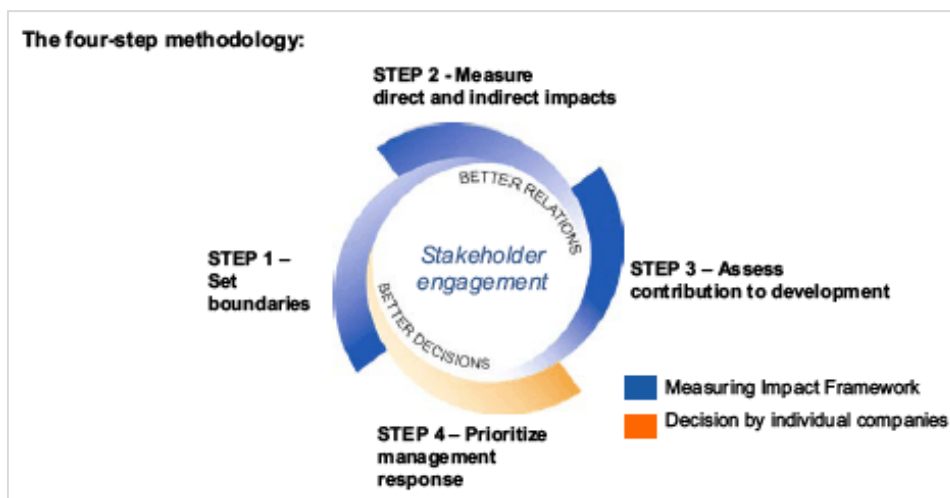 The four-step methodology:
STEP 2 - Measure
direct and indirect impacts
BETTER RELATIONS
STEP 1 –
Set
boundaries
Stakeholder
engagement
STEP 3 – Assess
contribution to development
BETTER DECISIONS
Measuring Impact Framework
Decision by individual companies
STEP 4 – Prioritize
management
response